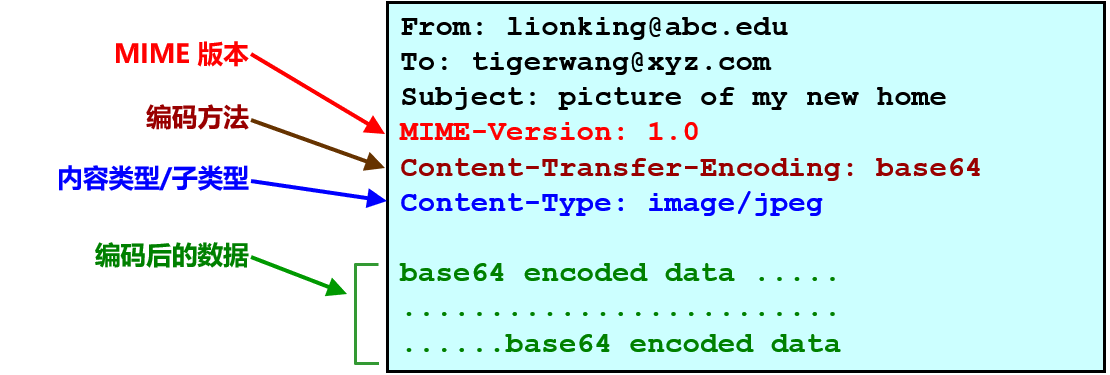 From: lionking@abc.edu
To: tigerwang@xyz.com
Subject: picture of my new home
MIME 版本
MIME-Version: 1.0
编码方法
Content-Transfer-Encoding: base64
内容类型/子类型
Content-Type: image/jpeg
编码后的数据
base64 encoded data .....
.........................
......base64 encoded data